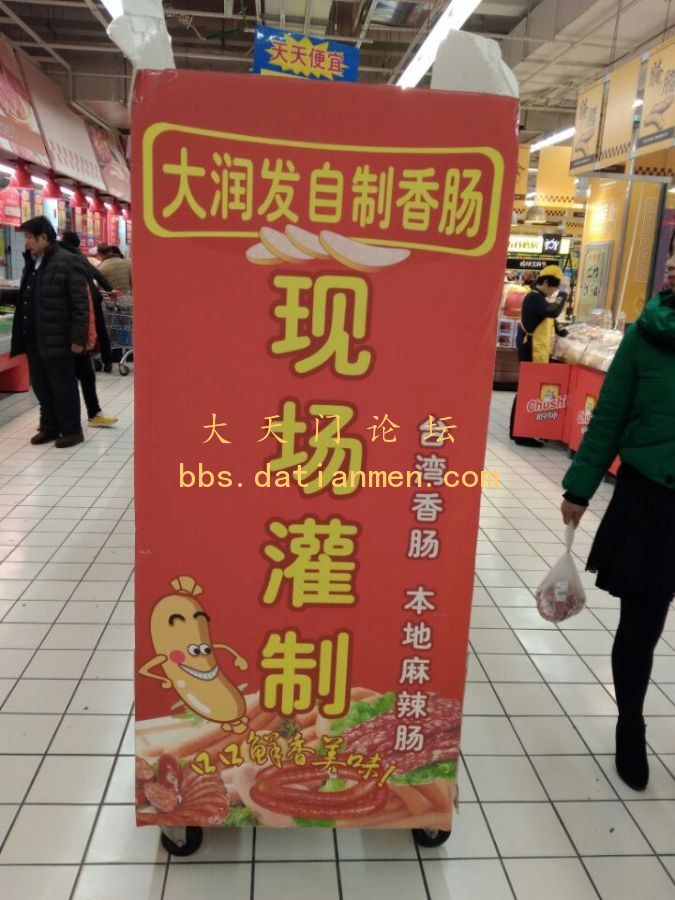 天天便宜
大润发自制香肠
现场灌制
台湾香肠 本地麻辣肠
口口鲜香美味！
大天门论坛
bbs.datianmen.com
Chushi